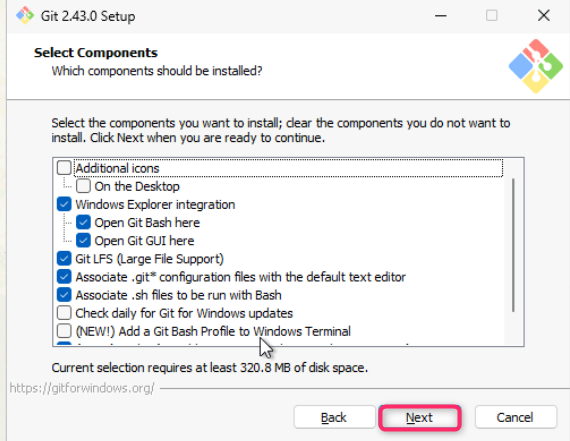 Git 2.43.0 Setup
Select Components
Which components should be installed?
Select the components you want to install; clear the components you do not want to
install. Click Next when you are ready to continue.
Additional icons
On the Desktop
Windows Explorer integration
Open Git Bash here
Open Git GUI here
Git LFS (Large File Support)
Associate .git* configuration files with the default text editor
Associate .sh files to be run with Bash
Check daily for Git for Windows updates
(NEW!) Add a Git Bash Profile to Windows Terminal
Current selection requires at least 320.8 MB of disk space.
https://gitforwindows.org/
Back
Next
Cancel